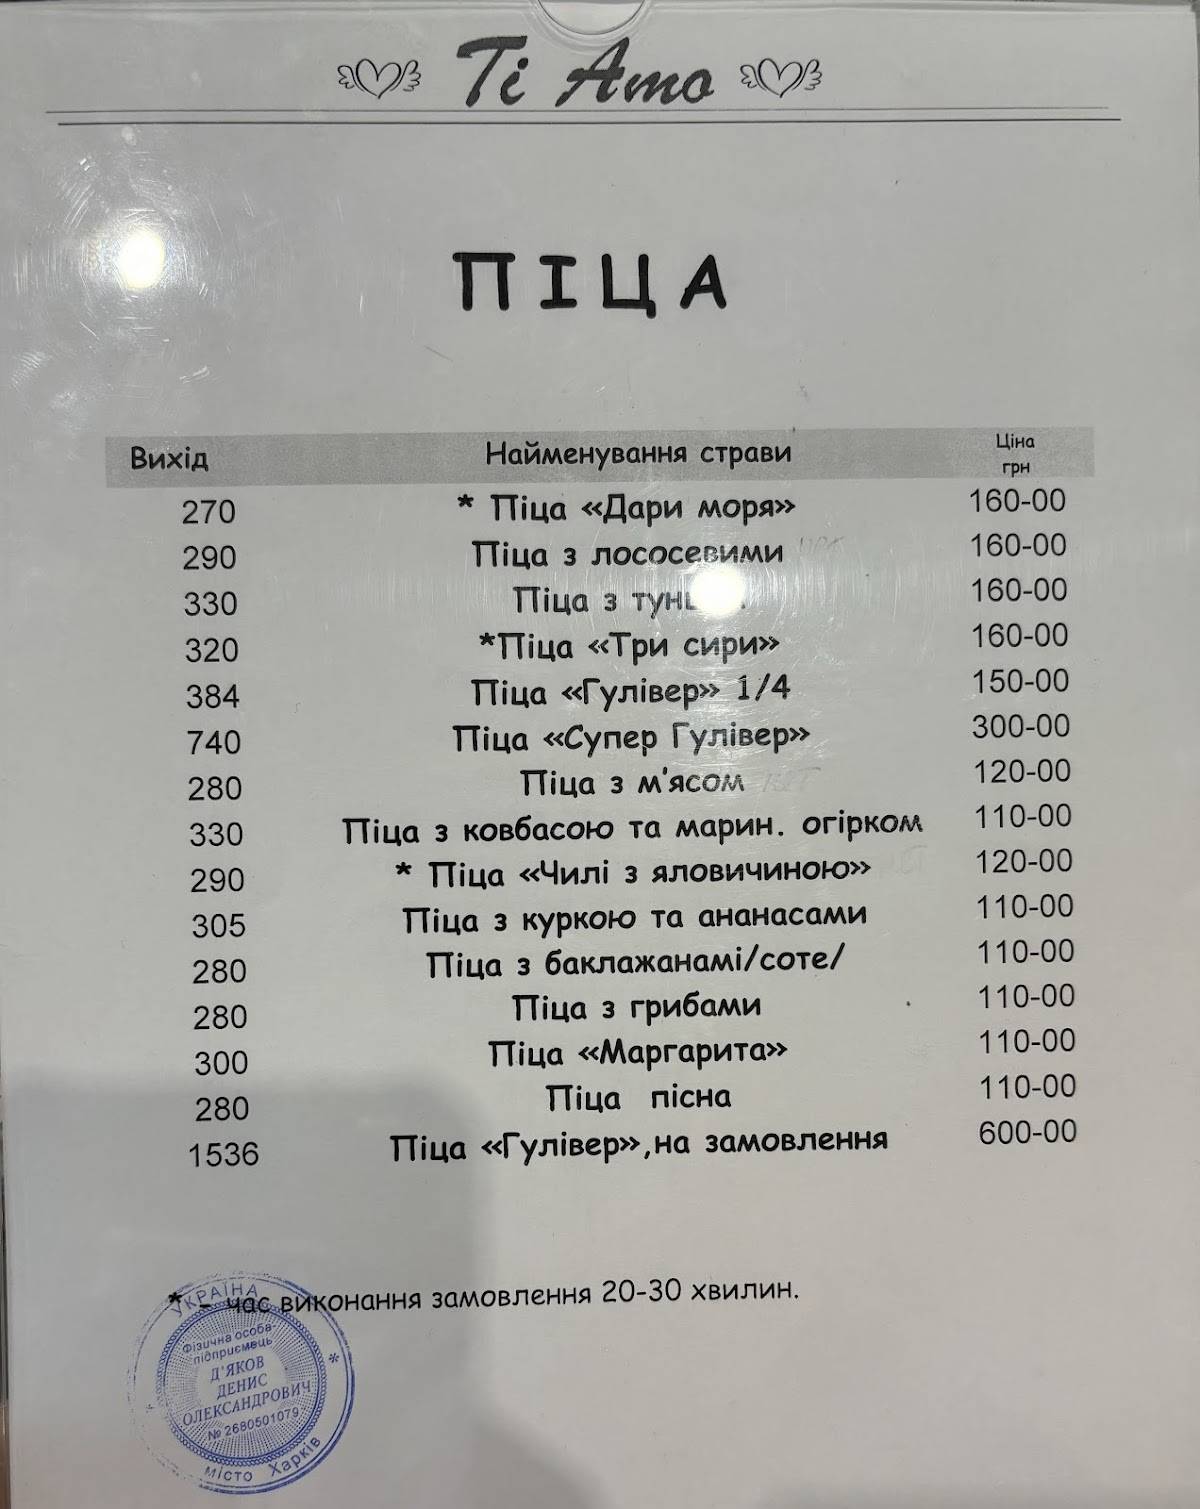 Ti Amo
ПІЦА
Вихід Найменування страви Ціна грн
270 * Піца «Дари моря» 160-00
290 Піца з лососевими 160-00
330 Піца з 160-00
320 *Піца «Три сири» 160-00
384 Піца «Гулівер» 1/4 150-00
740 Піца «Супер Гулівер» 300-00
280 Піца з м'ясом 120-00
330 Піца з ковбасою та марин. огірком 110-00
290 * Піца «Чилі з яловичиною» 120-00
305 Піца з куркою та ананасами 110-00
280 Піца з баклажанамі/соте/ 110-00
280 Піца з грибами 110-00
300 Піца «Маргарита» 110-00
280 Піца пісна 110-00
1536 Піца «Гулівер»,на замовлення 600-00
* - час виконання замовлення 20-30 хвилин.
УКРАЇНА
Фізична особа-
підприємець
Д'ЯКОВ
ДЕНИС
ОЛЕКСАНДРОВИЧ
№ 2680501079
місто Харків